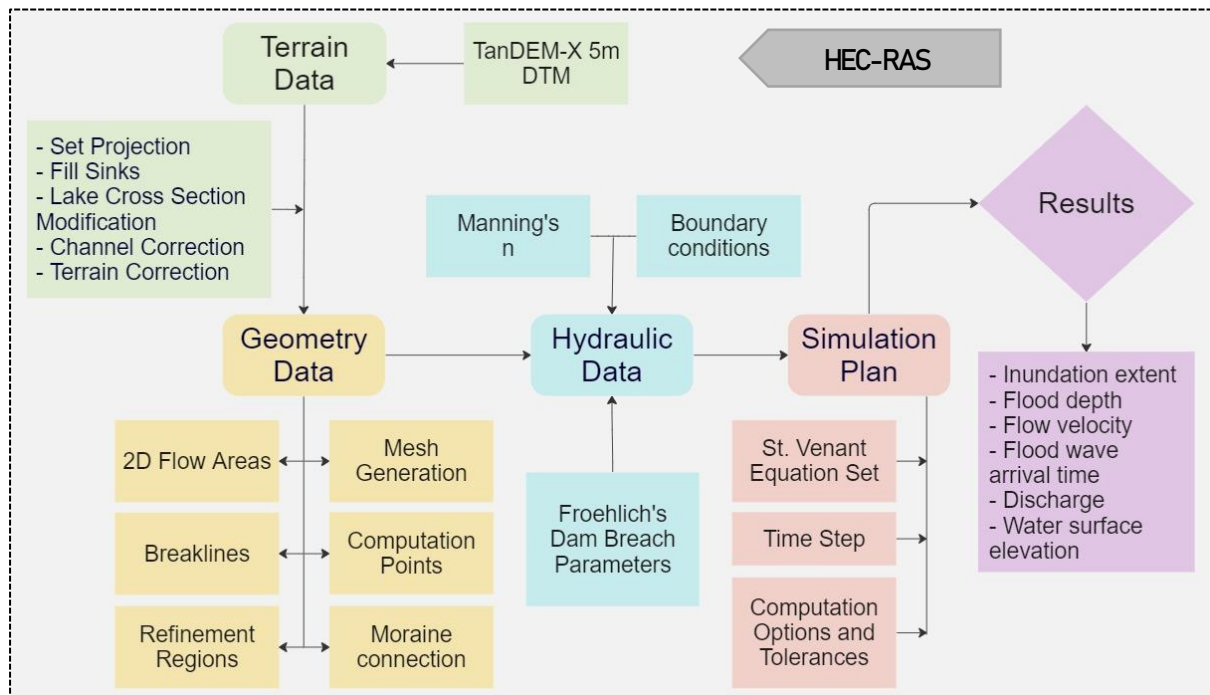 Terrain
Data
TanDEM-X 5m
DTM
HEC-RAS
- Set Projection
- Fill Sinks
- Lake Cross Section
Modification
- Channel Correction
- Terrain Correction
Manning's
n
Boundary
conditions
Results
Geometry
Data
Hydraulic
Data
Simulation
Plan
2D Flow Areas
Mesh
Generation
Breaklines
Computation
Points
Refinement
Regions
Moraine
connection
Froehlich's
Dam Breach
Parameters
St. Venant
Equation Set
Time Step
Computation
Options and
Tolerances
- Inundation extent
- Flood depth
- Flow velocity
- Flood wave
arrival time
- Discharge
- Water surface
elevation